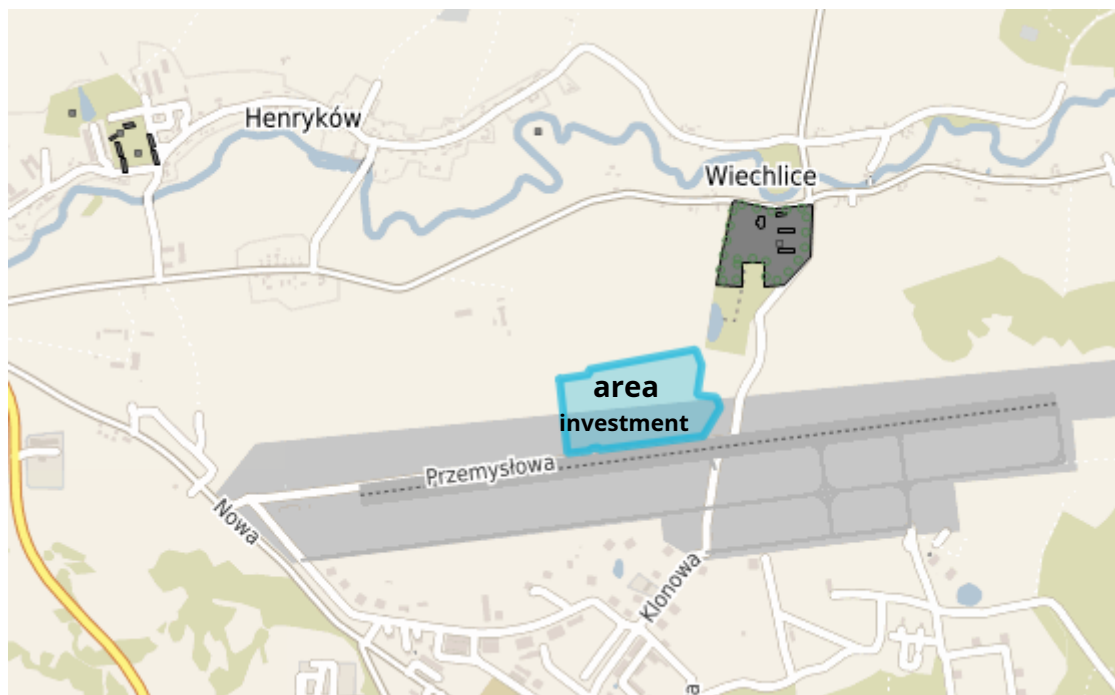 Henryków
Wiechlice
area
investment
Przemysłowa
Nowa
Klonowa
a